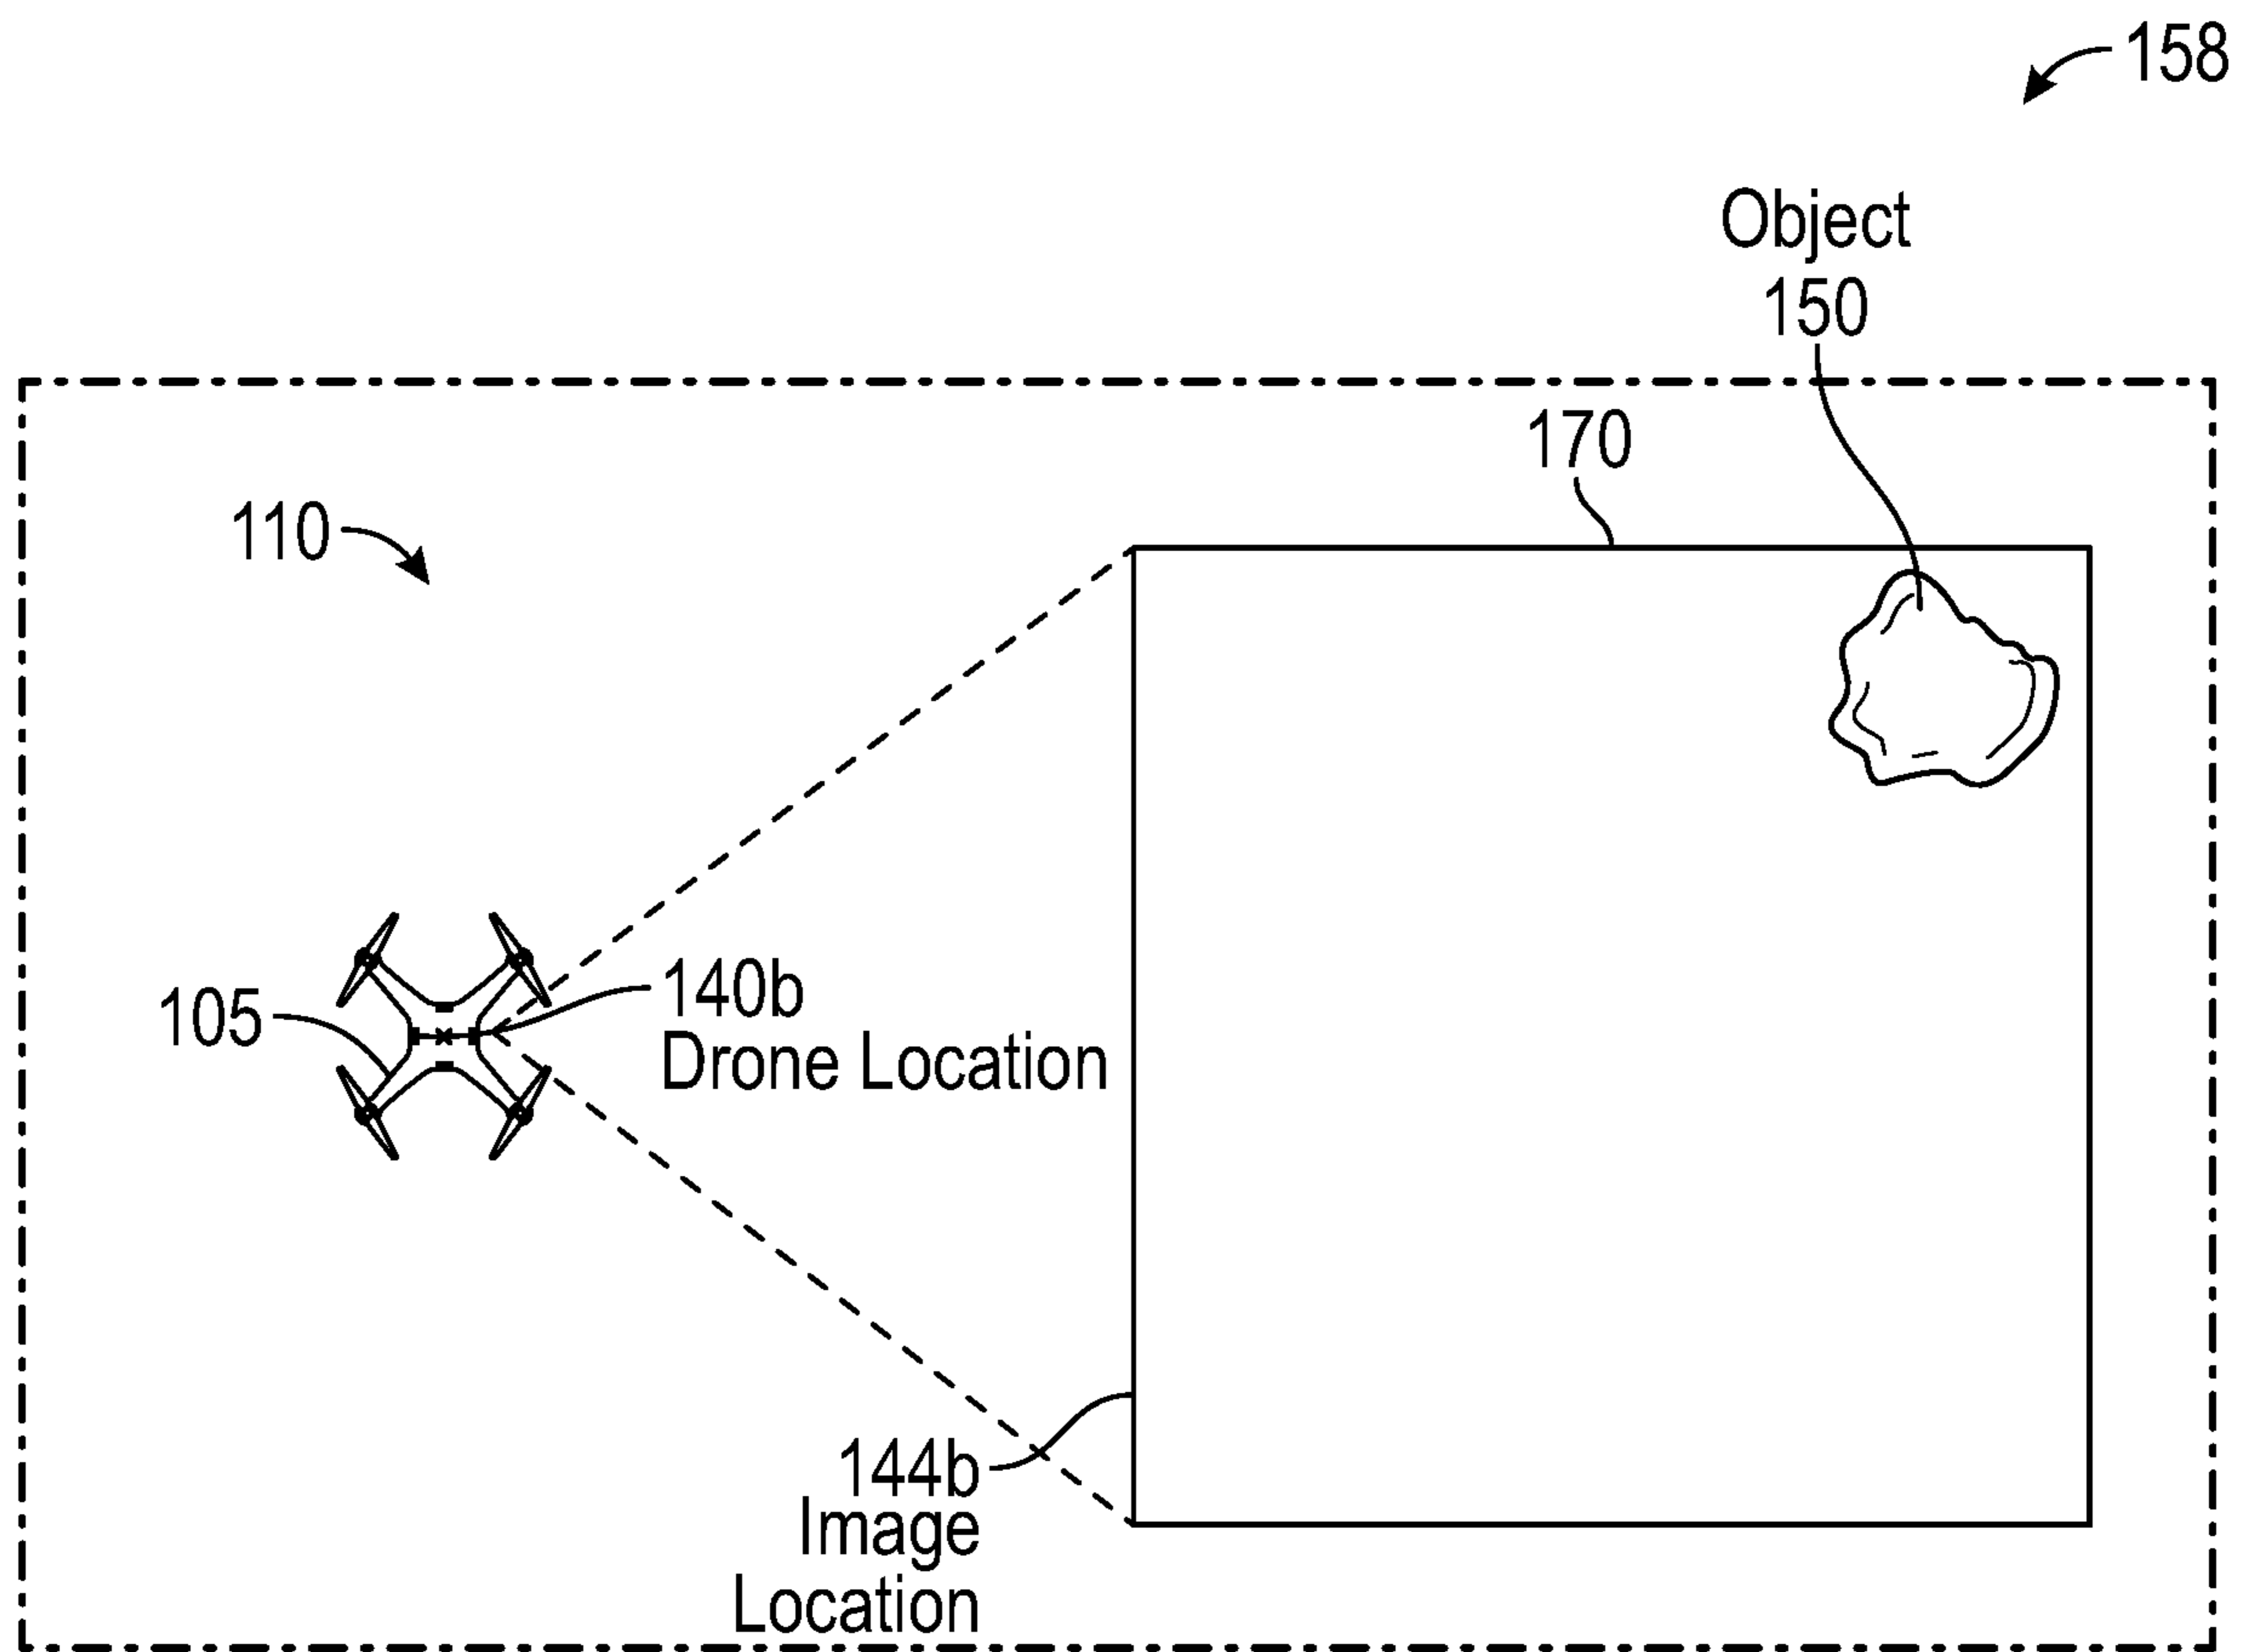 158
Object
150
170
110
105
140b
Drone Location
144b
Image
Location